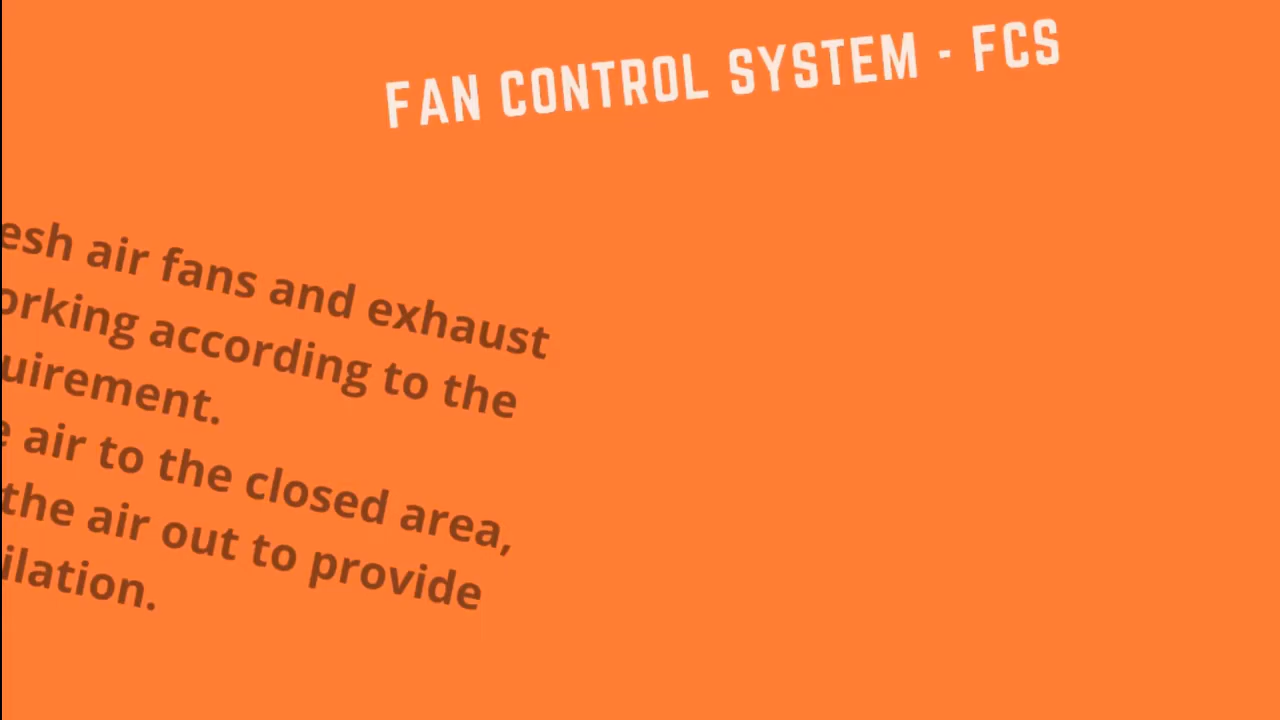 FAN CONTROL SYSTEM - FCS
esh air fans and exhaust
orking according to the
uirement.
e air to the closed area,
the air out to provide
ilation.